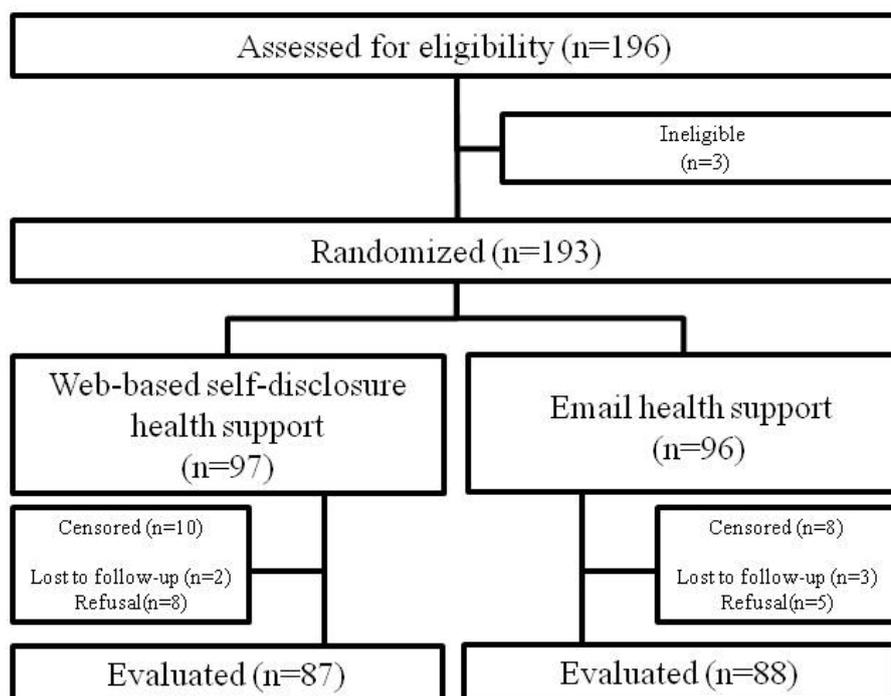 Assessed for eligibility (n=196)
Ineligible
(n=3)
Randomized (n=193)
Web-based self-disclosure
health support
(n=97)
Email health support
(n=96)
Censored (n=10)
Lost to follow-up (n=2)
Refusal(n=8)
Censored (n=8)
Lost to follow-up (n=3)
Refusal(n=5)
Evaluated (n=87)
Evaluated (n=88)